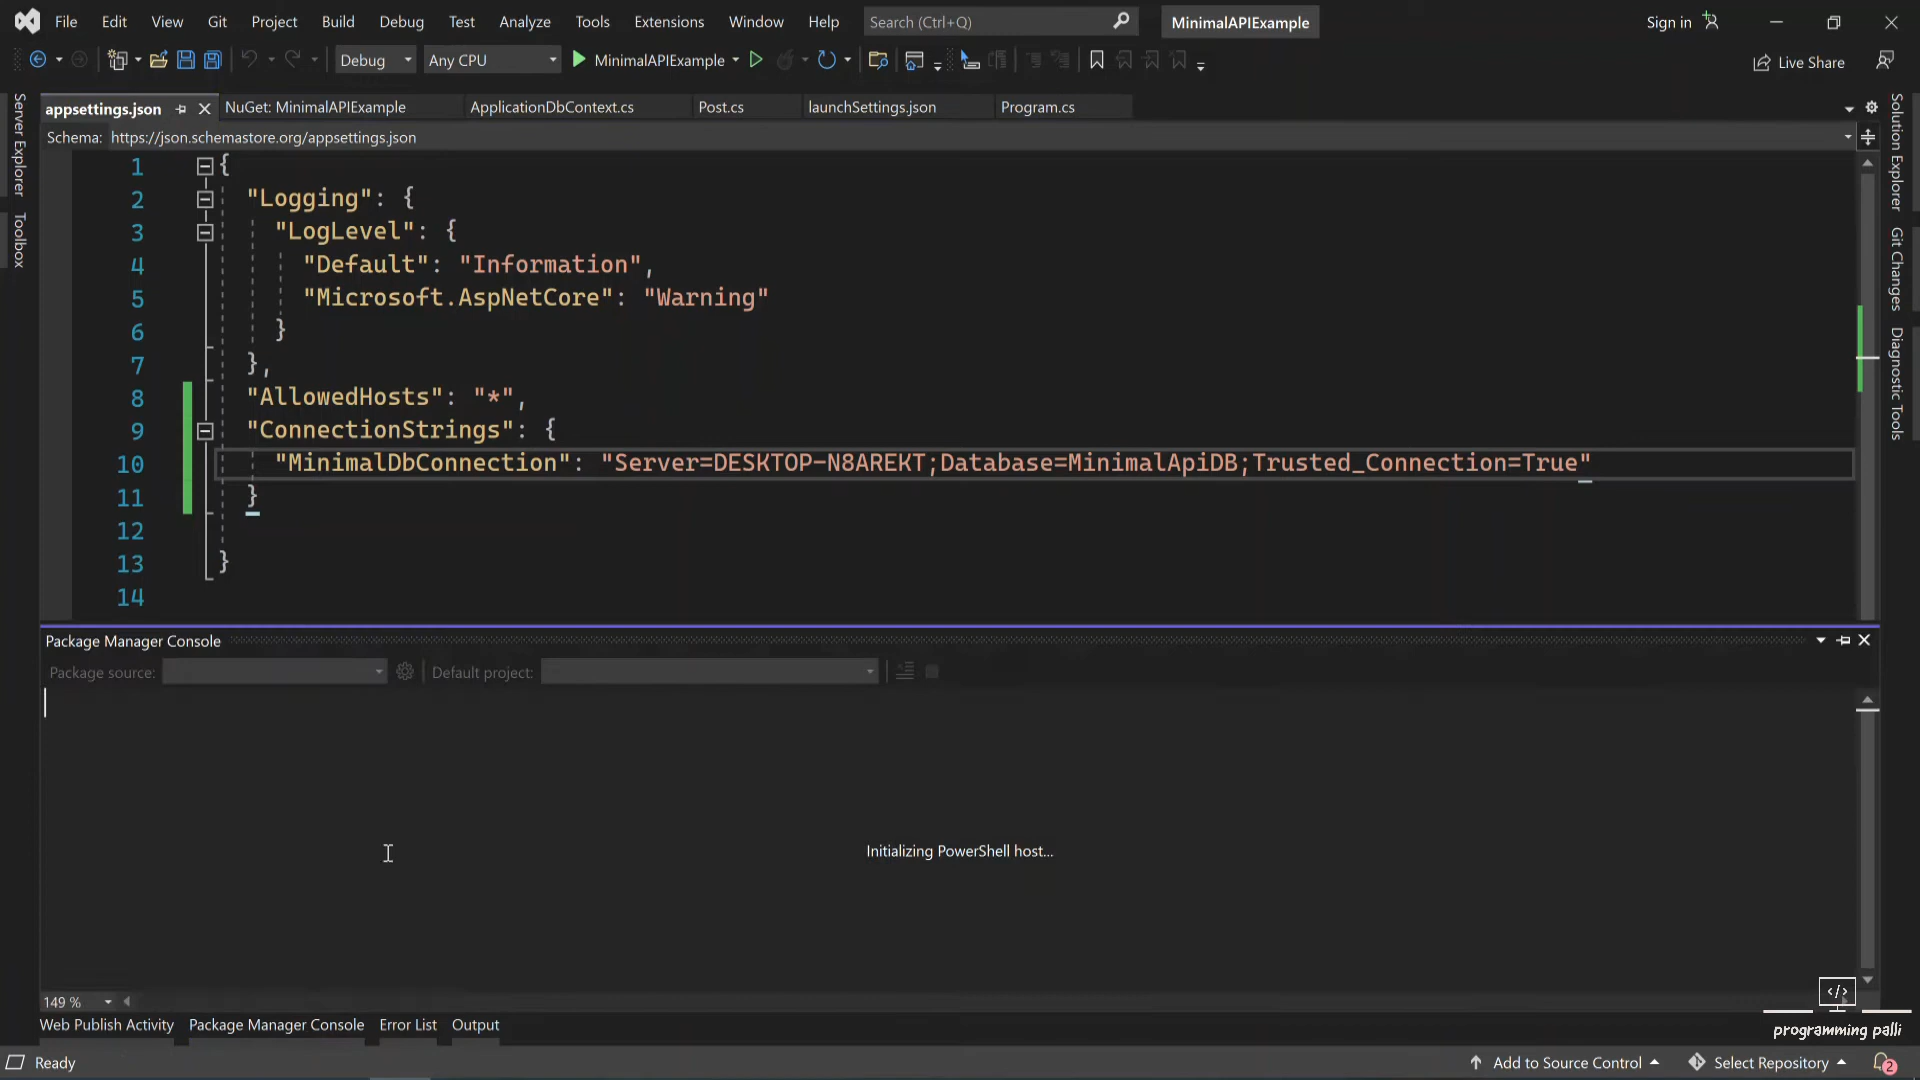 File Edit View Git Project Build Debug Test Analyze Tools Extensions Window Help Search (Ctrl+Q) MinimalAPIExample Sign in
Debug Any CPU MinimalAPIExample Live Share
appsettings.json NuGet: MinimalAPIExample ApplicationDbContext.cs Post.cs launchSettings.json Program.cs
Schema: https://json.schemastore.org/appsettings.json
Server Explorer
Toolbox
1 {
2 "Logging": {
3 "LogLevel": {
4 "Default": "Information",
5 "Microsoft.AspNetCore": "Warning"
6 }
7 },
8 "AllowedHosts": "*",
9 "ConnectionStrings": {
10 "MinimalDbConnection": "Server=DESKTOP-N8AREKT;Database=MinimalApiDB;Trusted_Connection=True"
11 }
12
13 }
14
Solution Explorer
Git Changes
Diagnostic Tools
Package Manager Console
Package source: Default project:
Initializing PowerShell host...
149 %
</>
Web Publish Activity Package Manager Console Error List Output
programming palli
Ready Add to Source Control Select Repository 2